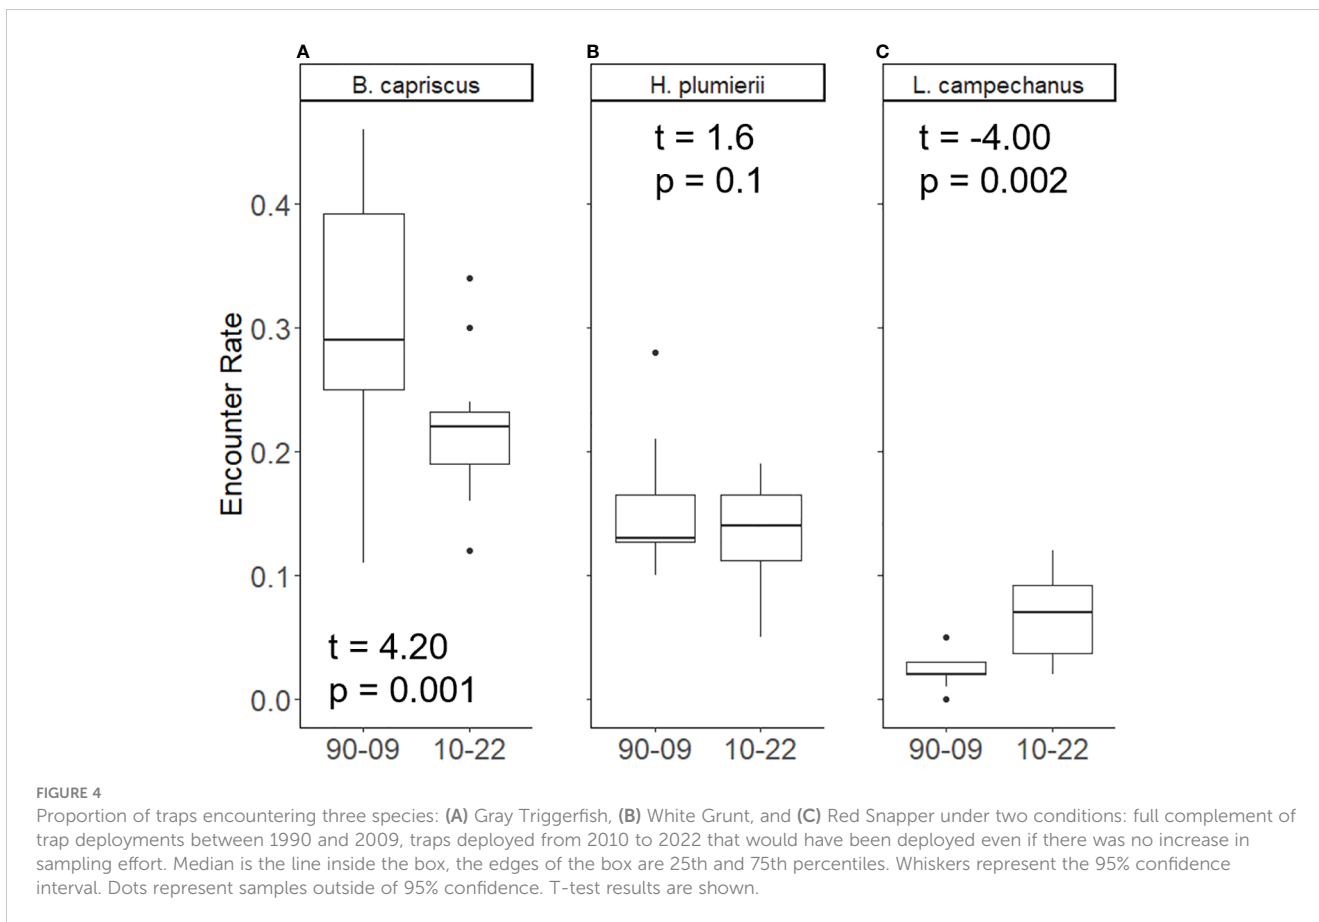 A
B
C
B. capriscus
H. plumierii
L. campechanus
t = 1.6
p = 0.1
t = -4.00
p = 0.002
Encounter Rate
0.4
0.3
0.2
0.1
0.0
t = 4.20
p = 0.001
90-09
10-22
90-09
10-22
90-09
10-22
FIGURE 4
Proportion of traps encountering three species: (A) Gray Triggerfish, (B) White Grunt, and (C) Red Snapper under two conditions: full complement of
trap deployments between 1990 and 2009, traps deployed from 2010 to 2022 that would have been deployed even if there was no increase in
sampling effort. Median is the line inside the box, the edges of the box are 25th and 75th percentiles. Whiskers represent the 95% confidence
interval. Dots represent samples outside of 95% confidence. T-test results are shown.